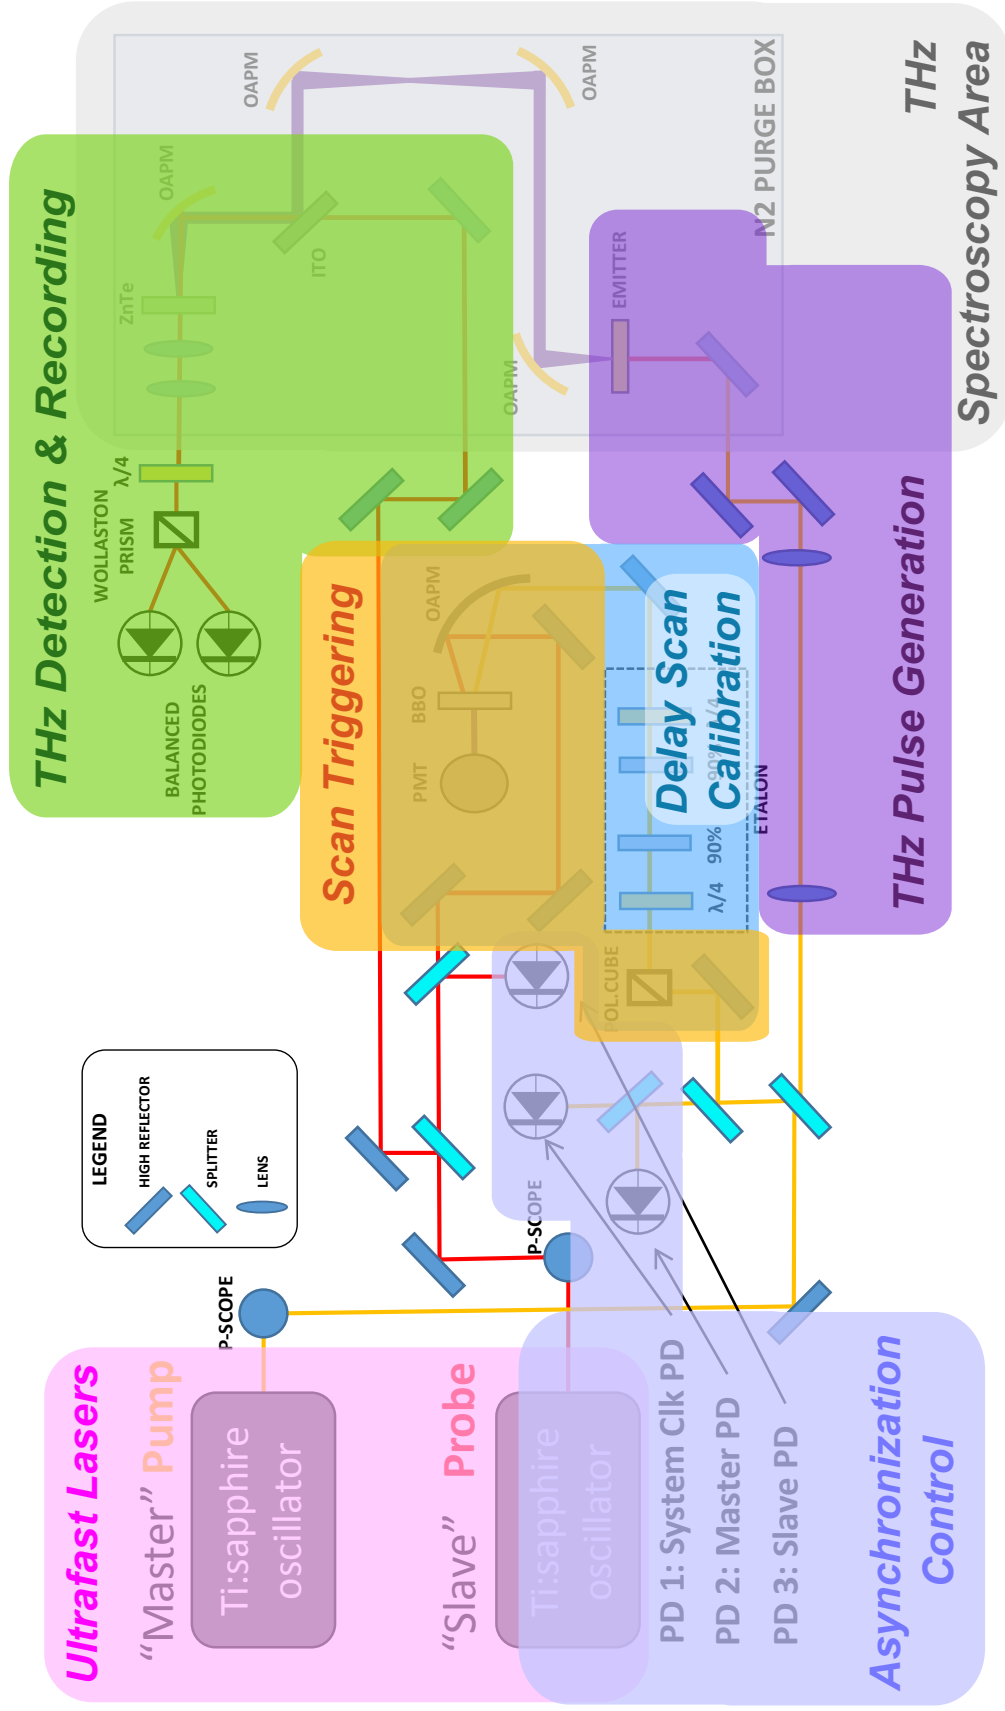 Ultrafast Lasers
“Master” Pump
Ti:sapphire
oscillator
“Slave” Probe
Ti:sapphire
oscillator
PD 1: System Clk PD
PD 2: Master PD
PD 3: Slave PD
Asynchronization
Control
P-SCOPE
P-SCOPE
LEGEND
HIGH REFLECTOR
SPLITTER
LENS
THz Detection & Recording
BALANCED
PHOTODIODES
WOLLASTON
PRISM
λ/4
ZnTe
OAPM
ITO
OAPM
OAPM
OAPM
Scan Triggering
PMT
BBO
OAPM
POL.CUBE
Delay Scan
Calibration
λ/4
90%
90%
λ/4
ETALON
THz Pulse Generation
EMITTER
N2 PURGE BOX
THz
Spectroscopy Area